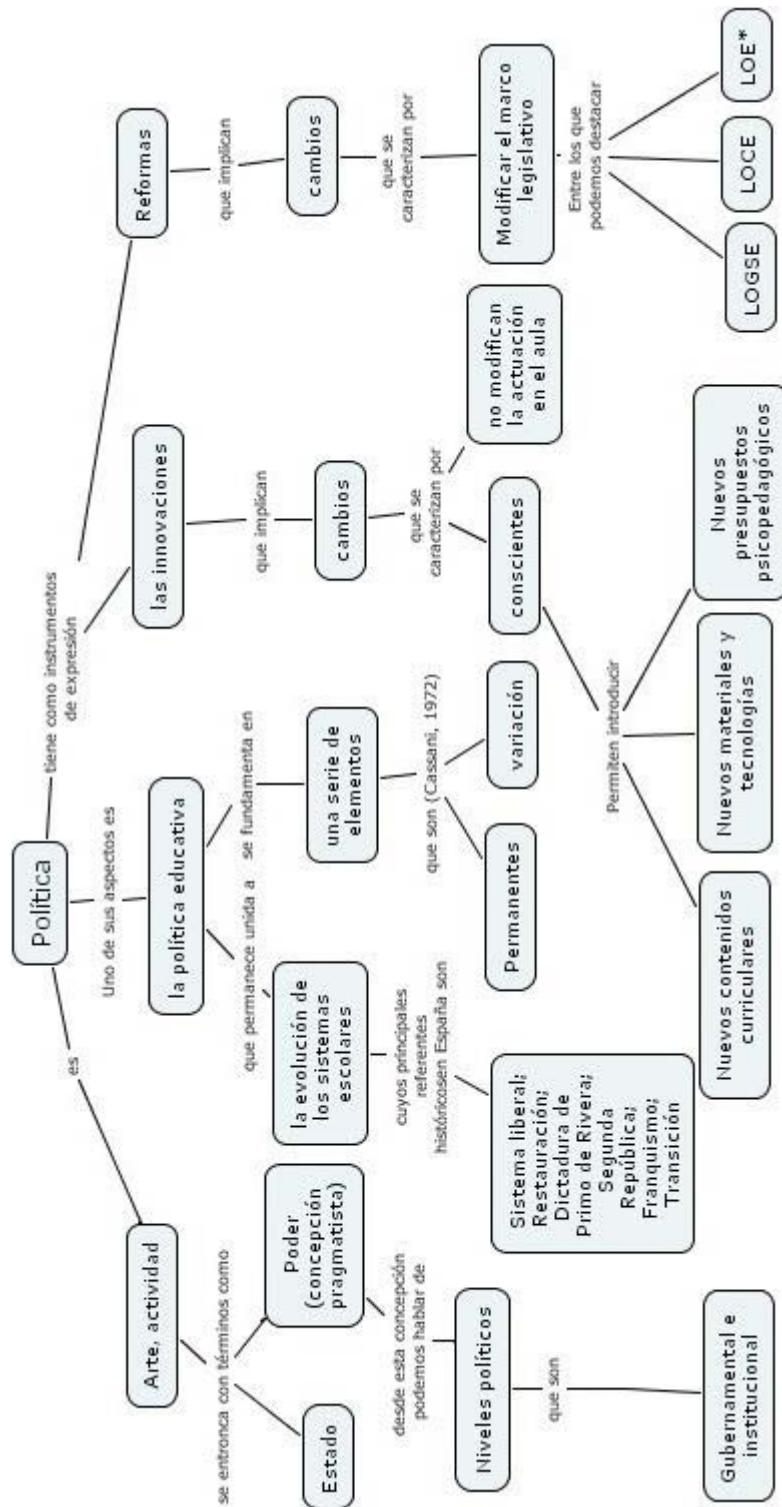 Política
es
Uno de sus aspectos es
tiene como instrumentos
de expresión
Arte, actividad
se entronca con términos como
Estado
Poder
(concepción
pragmatista)
desde esta concepción
podemos hablar de
Niveles políticos
que son
Gubernamental e
institucional
la política educativa
que permanece unida a
la evolución de
los sistemas
escolares
cuyos principales
referentes
históricosen España son
Sistema liberal;
Restauración;
Dictadura de
Primo de Rivera;
Segunda
República;
Franquismo;
Transición
se fundamenta en
una serie de
elementos
que son (Cassani, 1972)
Permanentes
variación
las innovaciones
que implican
cambios
que se
caracterizan por
conscientes
no modifican
la actuación
en el aula
Permiten introducir
Nuevos contenidos
curriculares
Nuevos materiales y
tecnologías
Nuevos
presupuestos
psicopedagógicos
Reformas
que implican
cambios
que se
caracterizan por
Modificar el marco
legislativo
Entre los que
podemos destacar
LOGSE
LOCE
LOE*